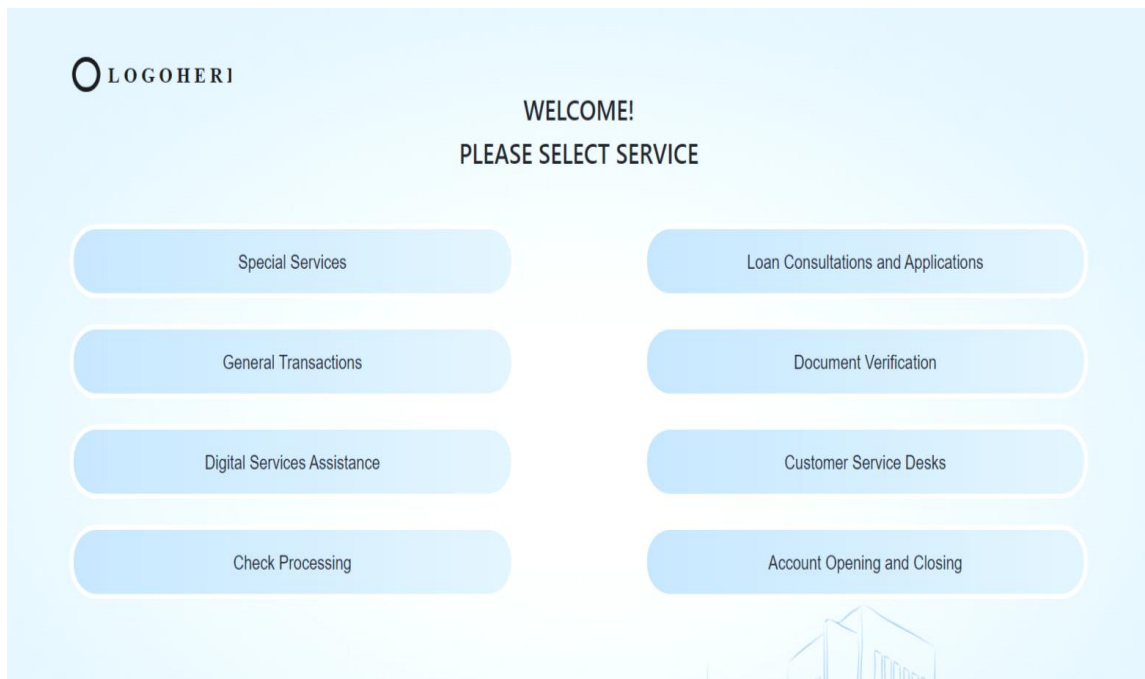 LOGOHERI
WELCOME!
PLEASE SELECT SERVICE
Special Services
Loan Consultations and Applications
General Transactions
Document Verification
Digital Services Assistance
Customer Service Desks
Check Processing
Account Opening and Closing